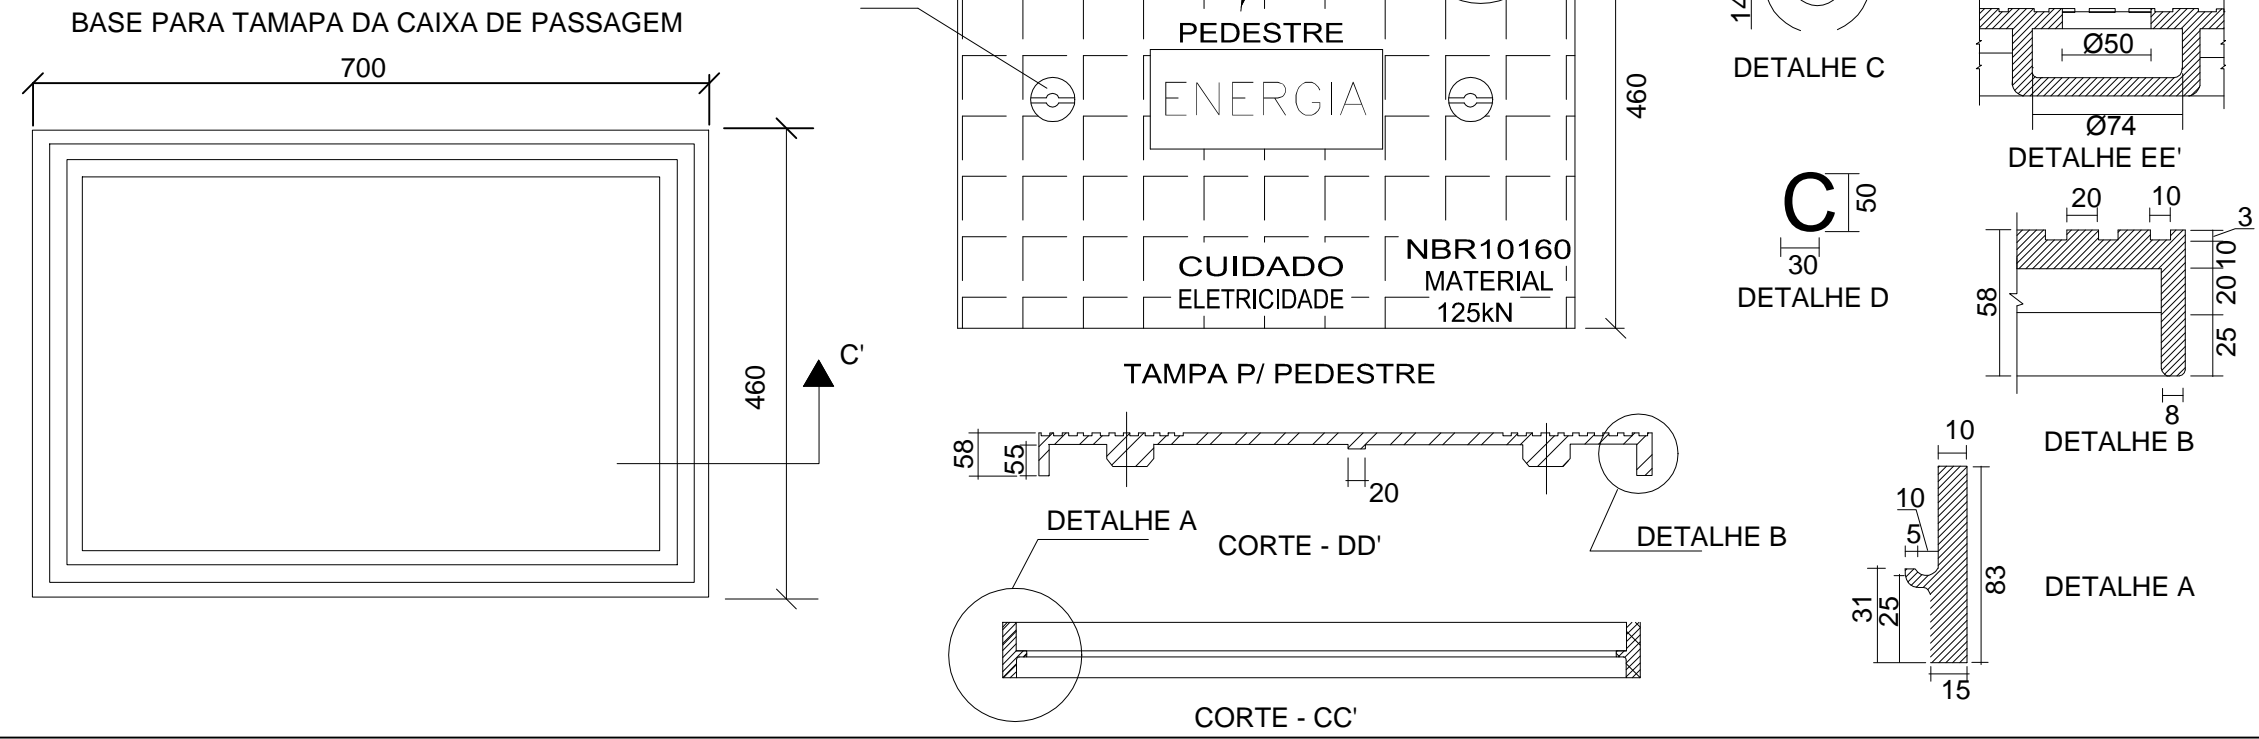 BASE PARA TAMAPA DA CAIXA DE PASSAGEM
700
460
C'
PEDESTRE
ENERGIA
460
CUIDADO
ELETRICIDADE
NBR10160
MATERIAL
125kN
TAMPA P/ PEDESTRE
58
55
20
DETALHE A
CORTE - DD'
DETALHE B
CORTE - CC'
DETALHE C
Ø50
Ø74
DETALHE EE'
C
50
30
DETALHE D
20
10
3
10
20
25
58
8
DETALHE B
10
10
5
31
25
83
15
DETALHE A